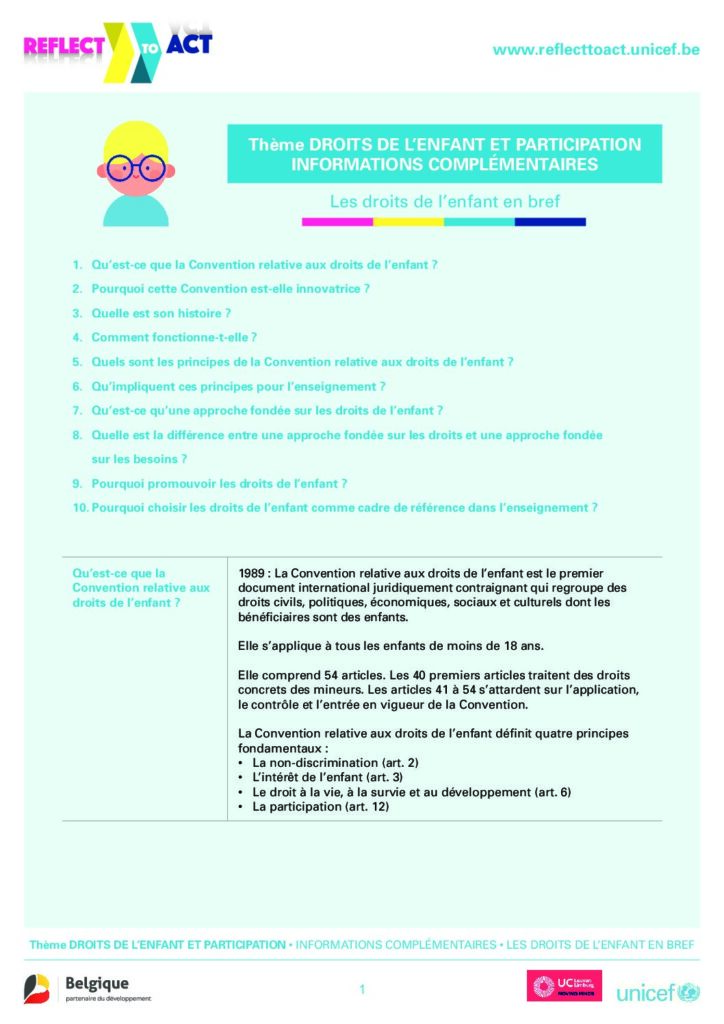 REFLECT TO ACT
www.reflecttoact.unicef.be
Thème DROITS DE L'ENFANT ET PARTICIPATION
INFORMATIONS COMPLÉMENTAIRES
Les droits de l'enfant en bref
1. Qu'est-ce que la Convention relative aux droits de l'enfant ?
2. Pourquoi cette Convention est-elle innovatrice ?
3. Quelle est son histoire ?
4. Comment fonctionne-t-elle ?
5. Quels sont les principes de la Convention relative aux droits de l'enfant ?
6. Qu'impliquent ces principes pour l'enseignement ?
7. Qu'est-ce qu'une approche fondée sur les droits de l'enfant ?
8. Quelle est la différence entre une approche fondée sur les droits et une approche fondée
sur les besoins ?
9. Pourquoi promouvoir les droits de l'enfant ?
10. Pourquoi choisir les droits de l'enfant comme cadre de référence dans l'enseignement ?
Qu'est-ce que la
Convention relative aux
droits de l'enfant ?
1989 : La Convention relative aux droits de l'enfant est le premier
document international juridiquement contraignant qui regroupe des
droits civils, politiques, économiques, sociaux et culturels dont les
bénéficiaires sont des enfants.
Elle s'applique à tous les enfants de moins de 18 ans.
Elle comprend 54 articles. Les 40 premiers articles traitent des droits
concrets des mineurs. Les articles 41 à 54 s'attardent sur l'application,
le contrôle et l'entrée en vigueur de la Convention.
La Convention relative aux droits de l'enfant définit quatre principes
fondamentaux :
• La non-discrimination (art. 2)
• L'intérêt de l'enfant (art. 3)
• Le droit à la vie, à la survie et au développement (art. 6)
• La participation (art. 12)
Thème DROITS DE L'ENFANT ET PARTICIPATION • INFORMATIONS COMPLÉMENTAIRES • LES DROITS DE L'ENFANT EN BREF
Belgique
partenaire du développement
1
UC Leuven
Limburg
unicef